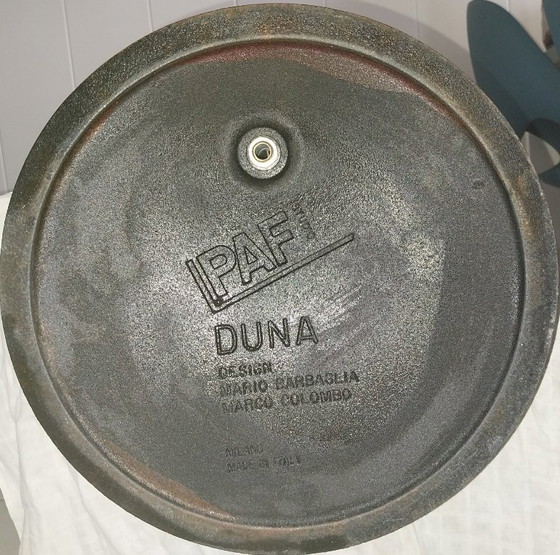 PAF
DUNA
DESIGN
MARIO BARBAGLIA
MARCO COLOMBO
MILANO
MADE IN ITALY